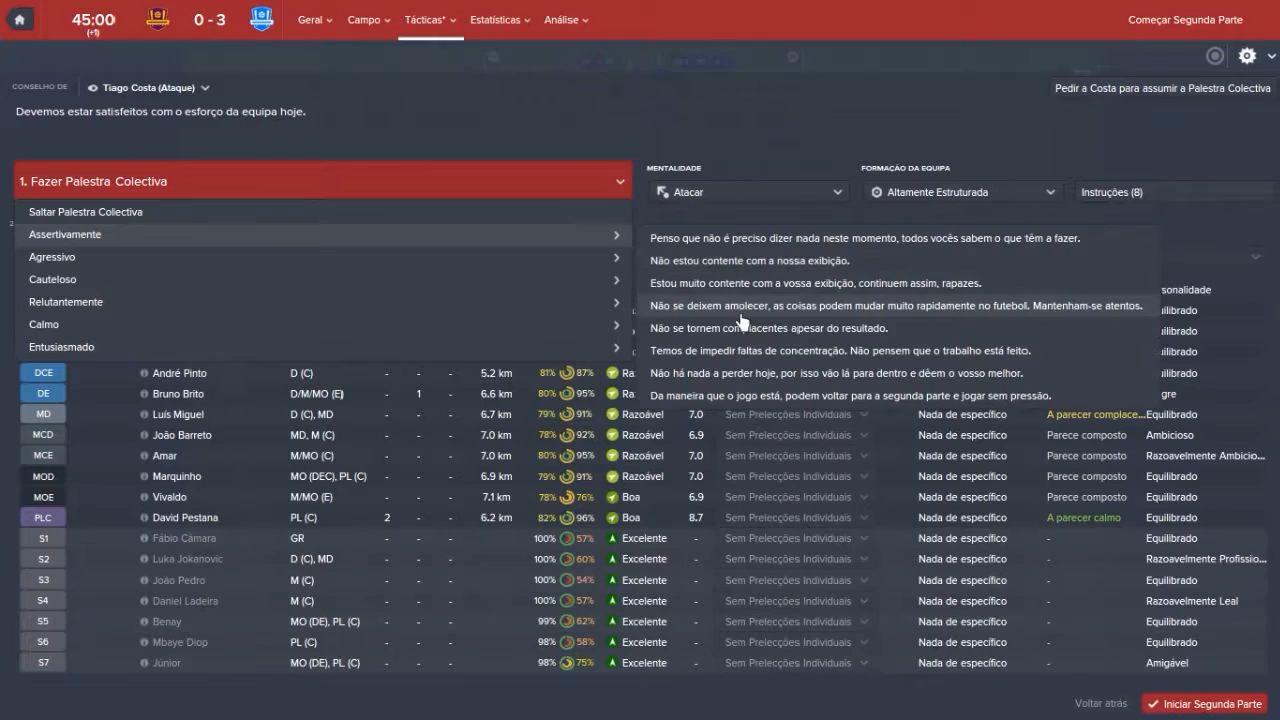 45:00 0 - 3 Geral Campo Tácticas* Estatísticas Análise Começar Segunda Parte
(+1)
CONSELHO DE Tiago Costa (Ataque) Pedir a Costa para assumir a Palestra Colectiva
Devemos estar satisfeitos com o esforço da equipa hoje.
MENTALIDADE FORMAÇÃO DA EQUIPA
1. Fazer Palestra Colectiva Atacar Altamente Estruturada Instruções (8)
Saltar Palestra Colectiva
Assertivamente Penso que não é preciso dizer nada neste momento, todos vocês sabem o que têm a fazer.
Agressivo Não estou contente com a nossa exibição.
Cauteloso Estou muito contente com a vossa exibição, continuem assim, rapazes. sonalidade
Relutantemente Não se deixem amolecer, as coisas podem mudar muito rapidamente no futebol. Mantenham-se atentos. uilibrado
Calmo Não se tornem complacentes apesar do resultado. uilibrado
Entusiasmado Temos de impedir faltas de concentração. Não pensem que o trabalho está feito. uilibrado
DCE André Pinto D (C) - - - 5.2 km 81% 87% Ra Não há nada a perder hoje, por isso vão lá para dentro e dêem o vosso melhor. uilibrado
DE Bruno Brito D/M/MO (E) - 1 - 6.6 km 80% 95% Ra Da maneira que o jogo está, podem voltar para a segunda parte e jogar sem pressão. gre
MD Luís Miguel D (C), MD - - - 6.7 km 79% 91% Razoável 7.0 Sem Prelecções Individuais Nada de específico A parecer complace... Equilibrado
MCD João Barreto MD, M (C) - - - 7.0 km 78% 92% Razoável 6.9 Sem Prelecções Individuais Nada de específico Parece composto Ambicioso
MCE Amar M/MO (C) - - - 7.0 km 80% 95% Razoável 7.0 Sem Prelecções Individuais Nada de específico Parece composto Razoavelmente Ambicio...
MOD Marquinho MO (DEC), PL (C) - - - 6.9 km 79% 91% Razoável 7.0 Sem Prelecções Individuais Nada de específico Parece composto Equilibrado
MOE Vivaldo M/MO (E) - - - 7.1 km 78% 76% Boa 6.9 Sem Prelecções Individuais Nada de específico Parece composto Equilibrado
PLC David Pestana PL (C) 2 - - 6.2 km 82% 96% Boa 8.7 Sem Prelecções Individuais Nada de específico A parecer calmo Equilibrado
S1 Fábio Câmara GR 100% 57% Excelente - Sem Prelecções Individuais Nada de específico - Equilibrado
S2 Luka Jokanovic D (C), MD 100% 60% Excelente - Sem Prelecções Individuais Nada de específico - Razoavelmente Profissio...
S3 João Pedro M (C) 100% 54% Excelente - Sem Prelecções Individuais Nada de específico - Equilibrado
S4 Daniel Ladeira M (C) 100% 57% Excelente - Sem Prelecções Individuais Nada de específico - Razoavelmente Leal
S5 Benay MO (DE), PL (C) 99% 62% Excelente - Sem Prelecções Individuais Nada de específico - Equilibrado
S6 Mbaye Diop PL (C) 98% 58% Excelente - Sem Prelecções Individuais Nada de específico - Equilibrado
S7 Júnior MO (DE), PL (C) 98% 75% Excelente - Sem Prelecções Individuais Nada de específico - Amigável
Voltar atrás Iniciar Segunda Parte